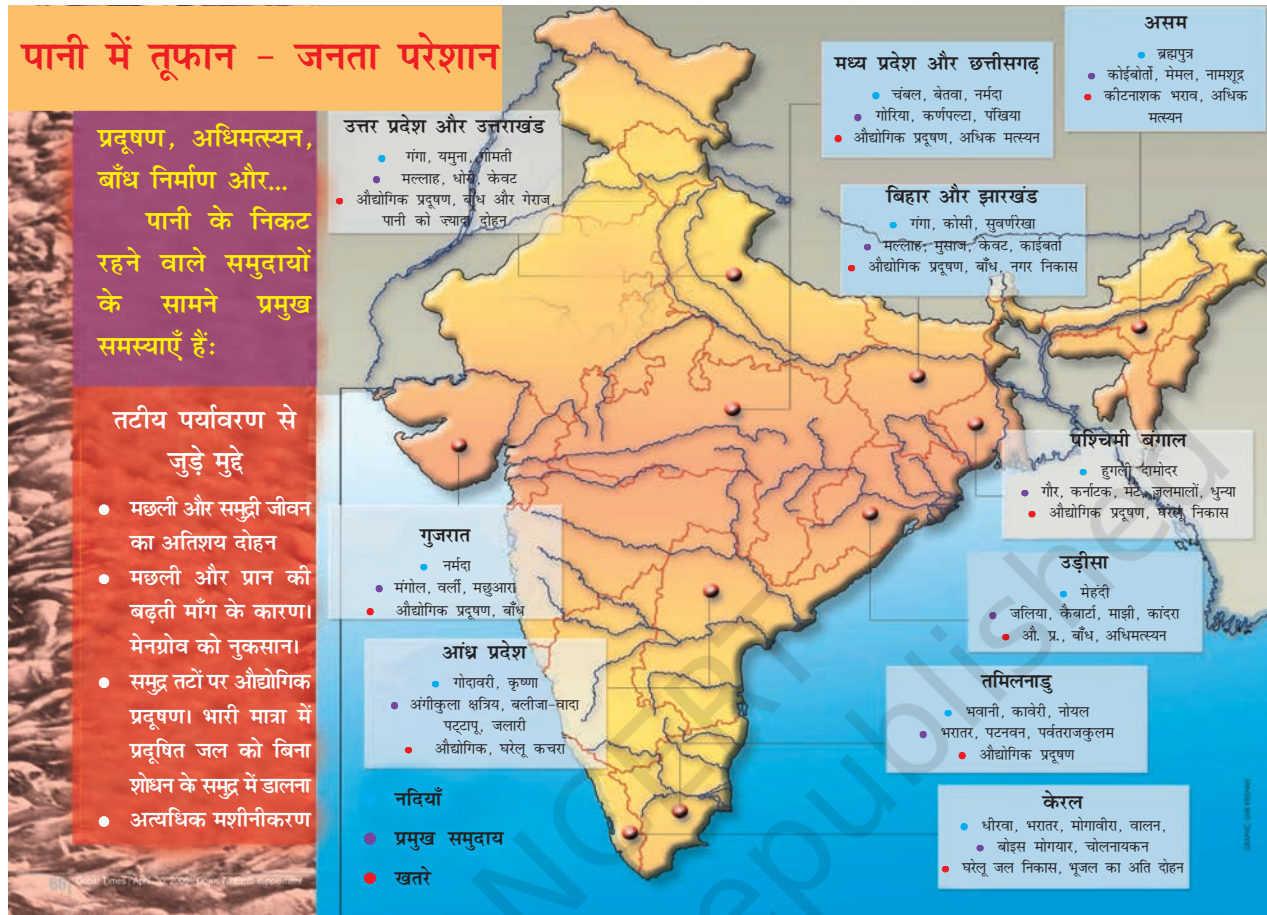 पानी में तूफान – जनता परेशान
प्रदूषण, अधिमत्स्यन,
बाँध निर्माण और...
पानी के निकट
रहने वाले समुदायों
के सामने प्रमुख
समस्याएँ हैं:
तटीय पर्यावरण से
जुड़े मुद्दे
• मछली और समुद्री जीवन
का अतिशय दोहन
• मछली और प्रान की
बढ़ती माँग के कारण।
मेनग्रोव को नुकसान।
• समुद्र तटों पर औद्योगिक
प्रदूषण। भारी मात्रा में
प्रदूषित जल को बिना
शोधन के समुद्र में डालना
• अत्यधिक मशीनीकरण
उत्तर प्रदेश और उत्तराखंड
• गंगा, यमुना, गोमती
• मल्लाह, धोरी, केवट
• औद्योगिक प्रदूषण, बाँध और गेराज,
पानी को ज्यादा दोहन
मध्य प्रदेश और छत्तीसगढ़
• चंबल, बेतवा, नर्मदा
• गोरिया, कर्णपल्टा, पंखिया
• औद्योगिक प्रदूषण, अधिक मत्स्यन
असम
• ब्रह्मपुत्र
• कोईबोर्तो, मेमल, नामशूद्र
• कीटनाशक भराव, अधिक
मत्स्यन
बिहार और झारखंड
• गंगा, कोसी, सुवर्णरेखा
• मल्लाह, मुसाज, केवट, काईबर्ता
• औद्योगिक प्रदूषण, बाँध, नगर निकास
पश्चिमी बंगाल
• हुगली दामोदर
• गौर, कर्नाटक, मेट, ज़लमालों, धुन्या
• औद्योगिक प्रदूषण, घरेलू निकास
गुजरात
• नर्मदा
• मंगोल, वर्ली, मछुआरा
• औद्योगिक प्रदूषण, बाँध
उड़ीसा
• मेहंदी
• जलिया, कैबार्टा, माझी, कांदरा
• औ. प्र., बाँध, अधिमत्स्यन
आंध्र प्रदेश
• गोदावरी, कृष्णा
• अंगीकुला क्षत्रिय, बलीजा-वादा
पट्टापू, जलारी
• औद्योगिक, घरेलू कचरा
तमिलनाडु
• भवानी, कावेरी, नोयल
• भरातर, पटनवन, पर्वतराजकुलम
• औद्योगिक प्रदूषण
केरल
• धीरवा, भरातर, मोगावीरा, वालन,
• बोइस मोगयार, चोलनायकन
• घरेलू जल निकास, भूजल का अति दोहन
नदियाँ
प्रमुख समुदाय
खतरे
NCERT
republished